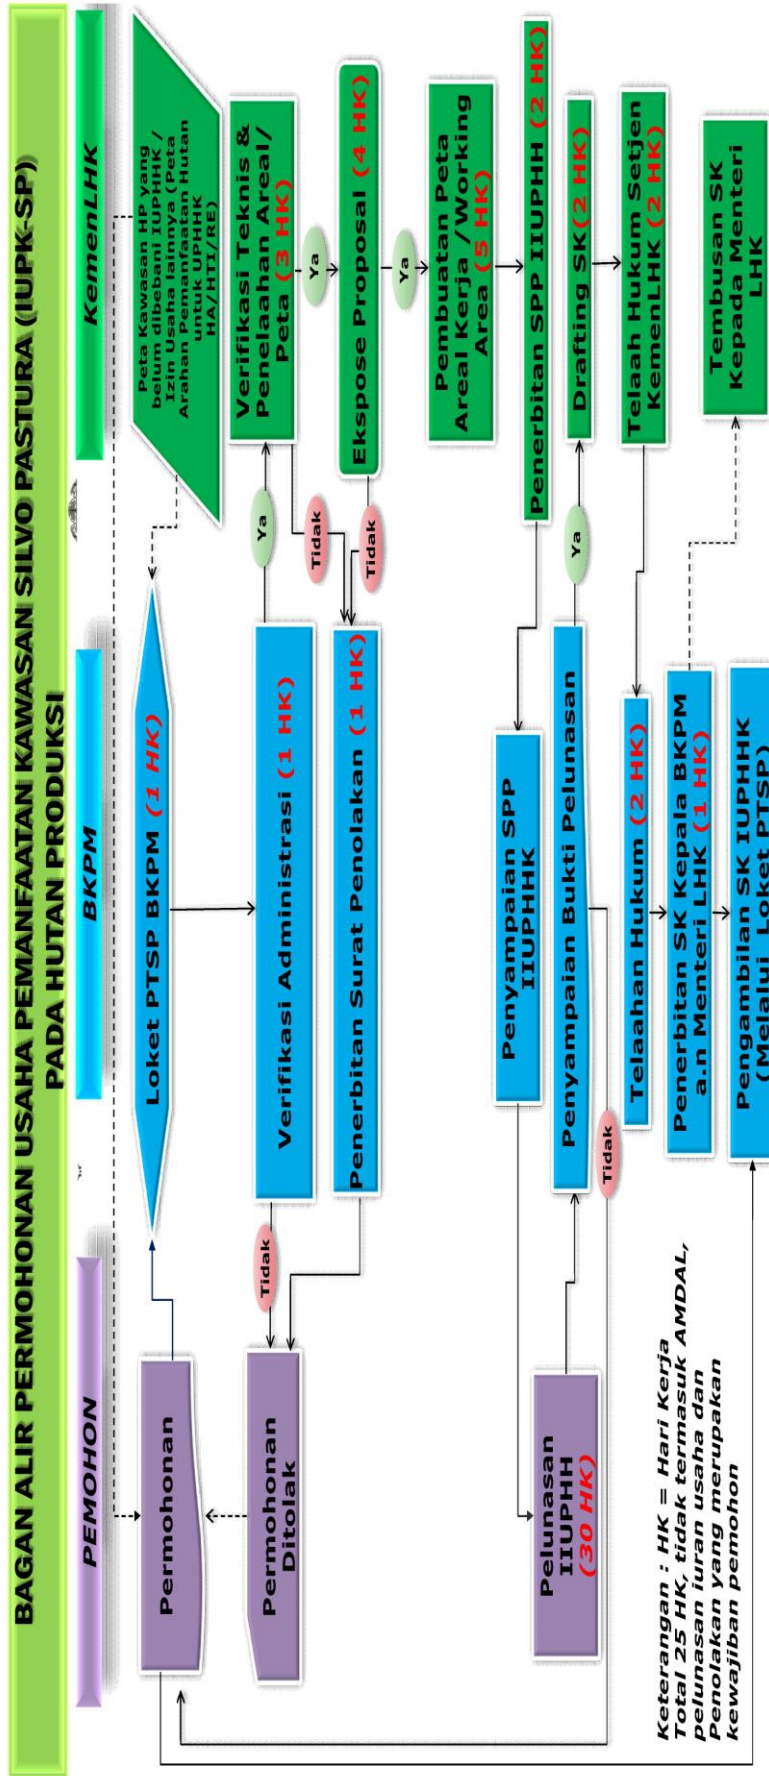 BAGAN ALIR PERMOHONAN USAHA PEMANFAATAN KAWASAN SILVO PASTURA (IUPK-SP)
PADA HUTAN PRODUKSI
PEMOHON
BKPM
KemenLHK
Permohonan
Loket PTSP BKPM (1 HK)
Peta Kawasan HP yang
belum dibebani IUPHHK /
Izin Usaha lainnya (Peta
Arahan Pemanfaatan Hutan
untuk UPHHK
HA/HTI/RE)
Permohonan
Ditolak
Tidak
Verifikasi Administrasi (1 HK)
Ya
Verifikasi Teknis &
Penelaahan Areal/
Peta (3 HK)
Tidak
Ya
Penerbitan Surat Penolakan (1 HK)
Tidak
Ekspose Proposal (4 HK)
Ya
Pembuatan Peta
Areal Kerja /Working
Area (5 HK)
Penyampaian SPP
IIUPHHK
Penerbitan SPP IIUPHH (2 HK)
Pelunasan
IIUPHH
(30 HK)
Penyampaian Bukti Pelunasan
Ya
Drafting SK(2 HK)
Tidak
Telaahan Hukum (2 HK)
Telaah Hukum Setjen
KemenLHK (2 HK)
Penerbitan SK Kepala BKPM
a.n Menteri LHK (1 HK)
Tembusan SK
Kepada Menteri
LHK
Pengambilan SK IUPHHK
(Melalui Loket PTSP)
Keterangan : HK = Hari Kerja
Total 25 HK, tidak termasuk AMDAL,
pelunasan iuran usaha dan
Penolakan yang merupakan
kewajiban pemohon